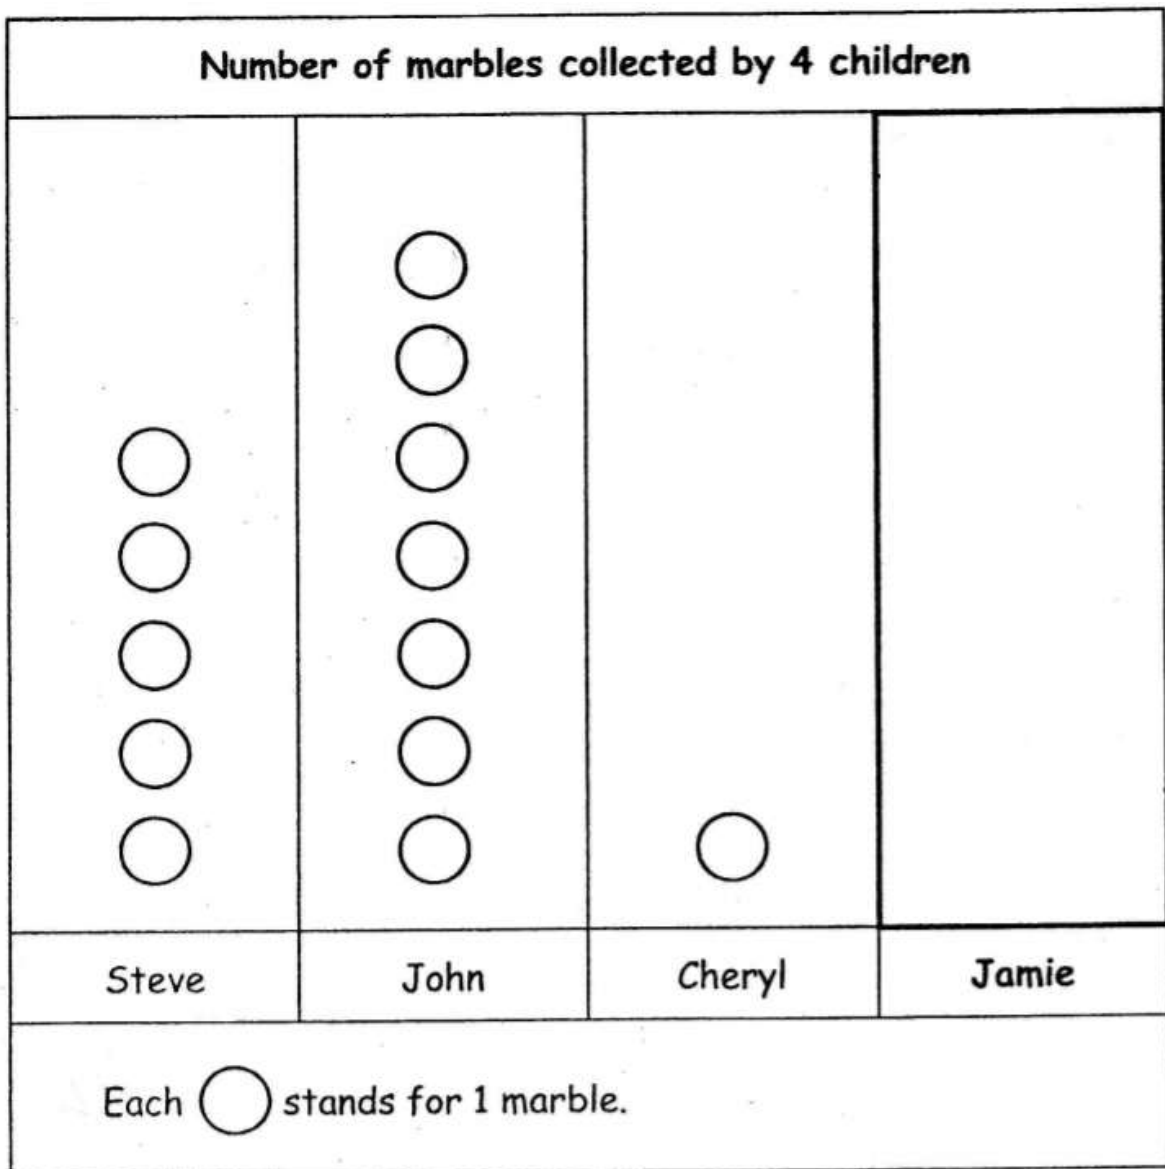 Number of marbles collected by 4 children
Steve
John
Cheryl
Jamie
Each stands for 1 marble.